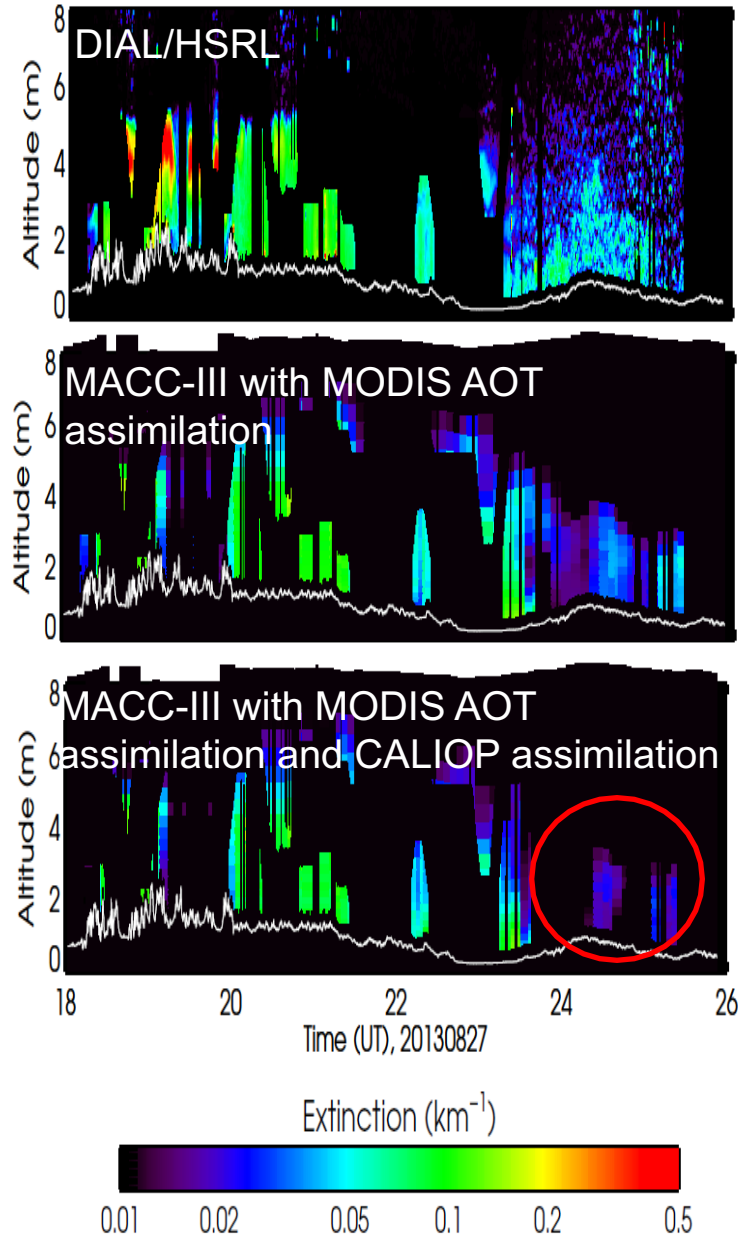 DIAL/HSRL
Altitude (m)
8
6
4
2
0
MACC-III with MODIS AOT
assimilation
Altitude (m)
8
6
4
2
0
MACC-III with MODIS AOT
assimilation and CALIOP assimilation
Altitude (m)
8
6
4
2
0
18 20 22 24 26
Time (UT), 20130827
Extinction (km⁻¹)
0.01 0.02 0.05 0.1 0.2 0.5